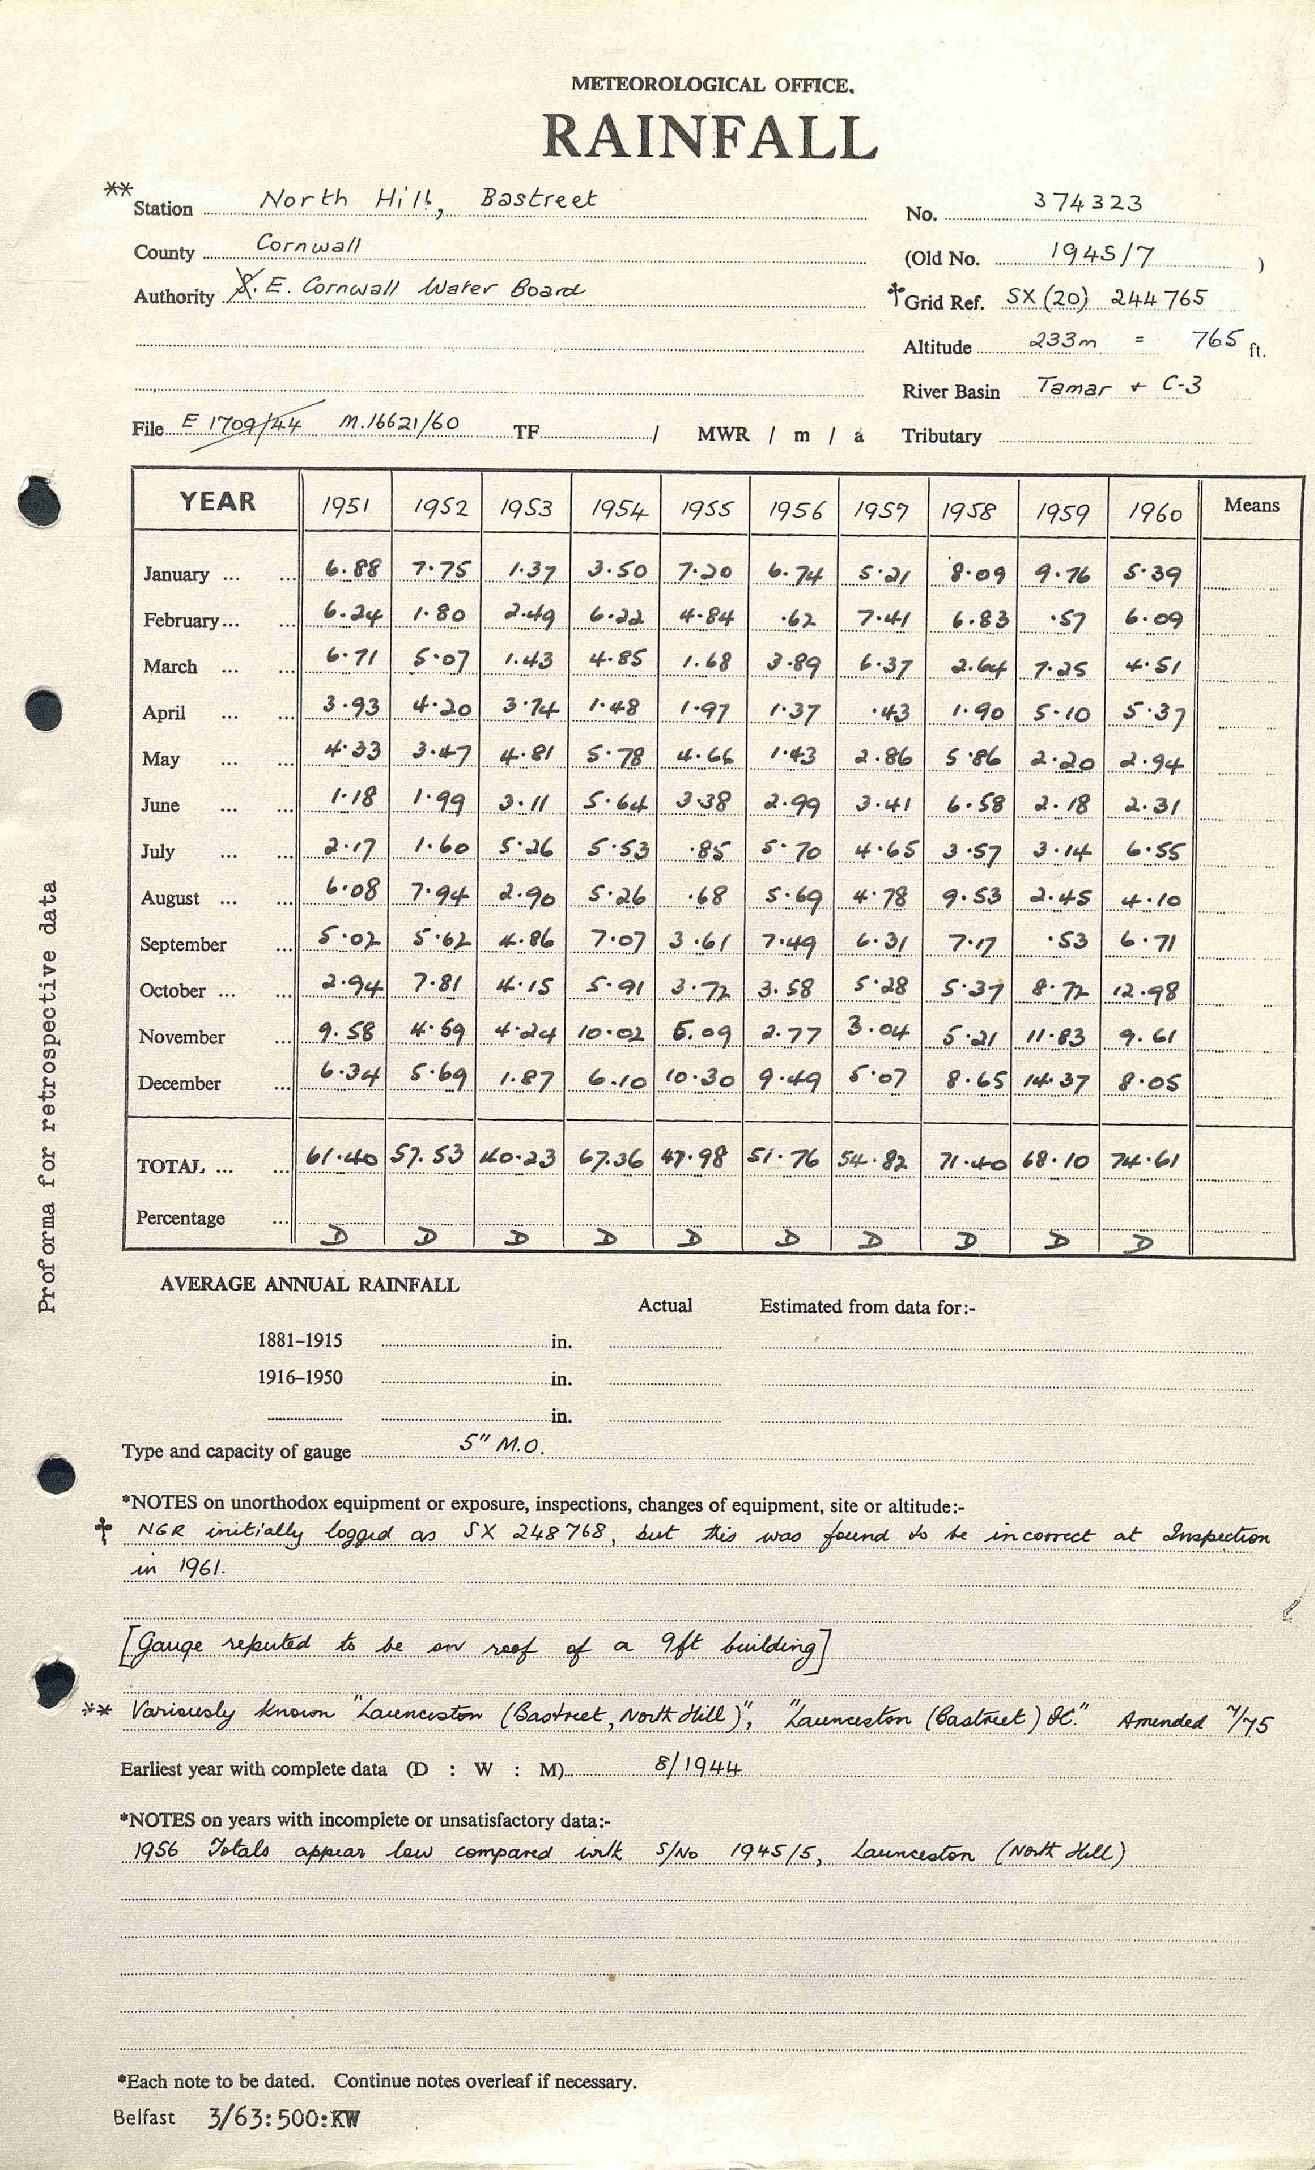 METEOROLOGICAL OFFICE.
RAINFALL
** Station North Hill, Bastreet No. 374323
County Cornwall (Old No. 1945/7 )
Authority S. E. Cornwall Water Board † Grid Ref. SX (20) 244765
Altitude 233m = 765 ft.
River Basin Tamar + C-3
File E 1709/44 M.16621/60 TF / MWR / m / a Tributary
YEAR 1951 1952 1953 1954 1955 1956 1957 1958 1959 1960 Means
January ... ... 6.88 7.75 1.37 3.50 7.20 6.74 5.21 8.09 9.76 5.39
February... ... 6.24 1.80 2.49 6.22 4.84 .62 7.41 6.83 .57 6.09
March ... ... 6.71 5.07 1.43 4.85 1.68 3.89 6.37 2.64 7.25 4.51
April ... ... 3.93 4.20 3.74 1.48 1.97 1.37 .43 1.90 5.10 5.37
May ... ... 4.33 3.47 4.81 5.78 4.66 1.43 2.86 5.86 2.20 2.94
June ... ... 1.18 1.99 3.11 5.64 3.38 2.99 3.41 6.58 2.18 2.31
July ... ... 2.17 1.60 5.26 5.53 .85 5.70 4.65 3.57 3.14 6.55
August ... ... 6.08 7.94 2.90 5.26 .68 5.69 4.78 9.53 2.45 4.10
September ... 5.02 5.62 4.86 7.07 3.61 7.49 6.31 7.17 .53 6.71
October ... ... 2.94 7.81 4.15 5.91 3.72 3.58 5.28 5.37 8.72 12.98
November ... 9.58 4.59 4.24 10.02 5.09 2.77 3.04 5.21 11.83 9.61
December ... 6.34 5.69 1.87 6.10 10.30 9.49 5.07 8.65 14.37 8.05
TOTAL ... ... 61.40 57.53 40.23 67.36 47.98 51.76 54.82 71.40 68.10 74.61
Percentage ... D D D D D D D D D D
AVERAGE ANNUAL RAINFALL
Actual Estimated from data for:-
1881–1915 in.
1916–1950 in.
in.
Type and capacity of gauge 5" M.O.
*NOTES on unorthodox equipment or exposure, inspections, changes of equipment, site or altitude:-
† NGR initially logged as SX 248768, but this was found to be incorrect at Inspection
in 1961.
[Gauge reputed to be on roof of a 9ft building]
** Variously known "Launceston (Bastreet, North Hill)", "Launceston (Bastreet) &c." Amended 7/75
Earliest year with complete data (D : W : M) 8/1944
*NOTES on years with incomplete or unsatisfactory data:-
1956 Totals appear low compared with S/No 1945/5, Launceston (North Hill)
*Each note to be dated. Continue notes overleaf if necessary.
Belfast 3/63:500:KW
Proforma for retrospective data